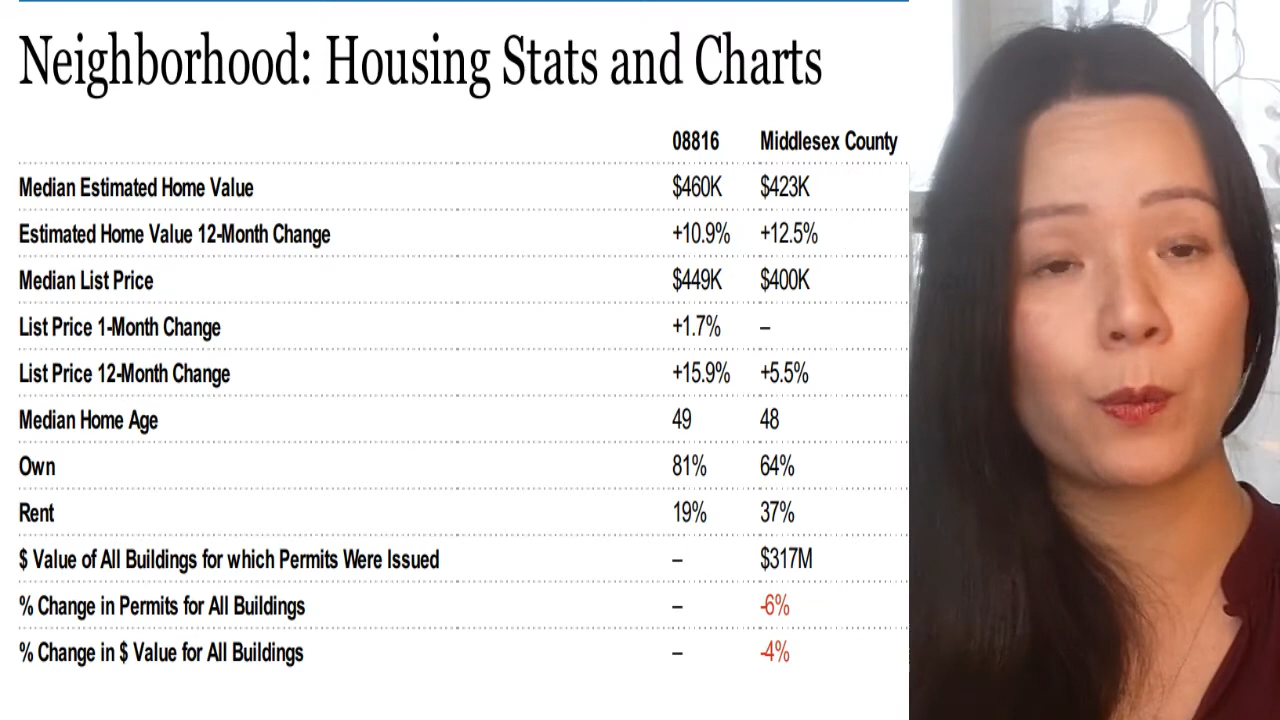 Neighborhood: Housing Stats and Charts
08816 Middlesex County
Median Estimated Home Value $460K $423K
Estimated Home Value 12-Month Change +10.9% +12.5%
Median List Price $449K $400K
List Price 1-Month Change +1.7% –
List Price 12-Month Change +15.9% +5.5%
Median Home Age 49 48
Own 81% 64%
Rent 19% 37%
$ Value of All Buildings for which Permits Were Issued – $317M
% Change in Permits for All Buildings – -6%
% Change in $ Value for All Buildings – -4%